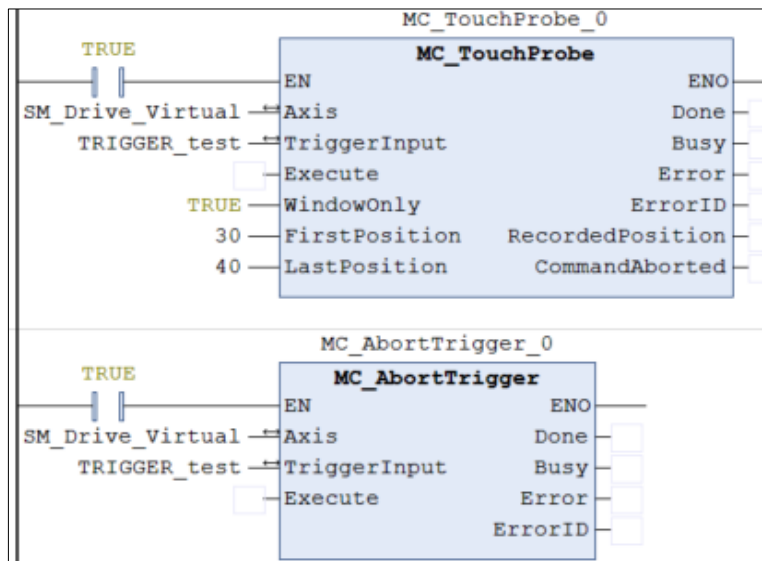 MC_TouchProbe_0
TRUE
MC_TouchProbe
EN ENO
SM_Drive_Virtual Axis Done
TRIGGER_test TriggerInput Busy
Execute Error
TRUE WindowOnly ErrorID
30 FirstPosition RecordedPosition
40 LastPosition CommandAborted
MC_AbortTrigger_0
TRUE
MC_AbortTrigger
EN ENO
SM_Drive_Virtual Axis Done
TRIGGER_test TriggerInput Busy
Execute Error
ErrorID